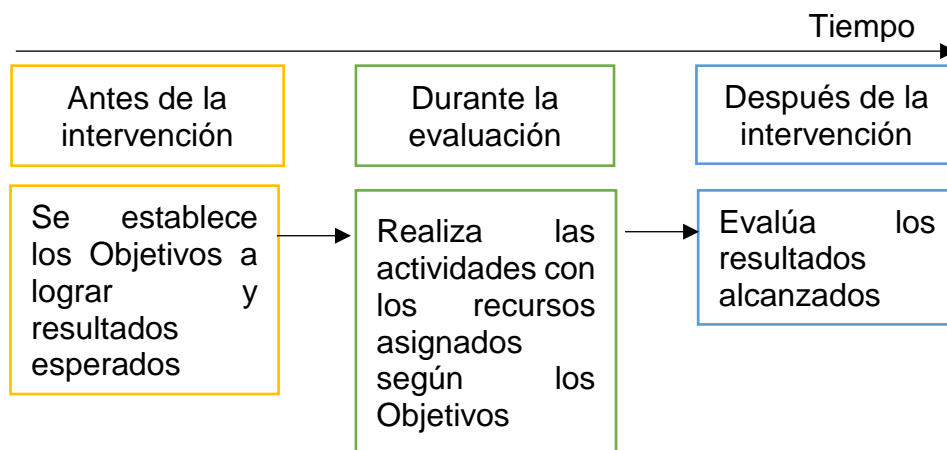 Tiempo
Antes de la
intervención
Durante la
evaluación
Después de la
intervención
Se establece
los Objetivos a
lograr y
resultados
esperados
Realiza las
actividades con
los recursos
asignados
según los
Objetivos
Evalúa los
resultados
alcanzados